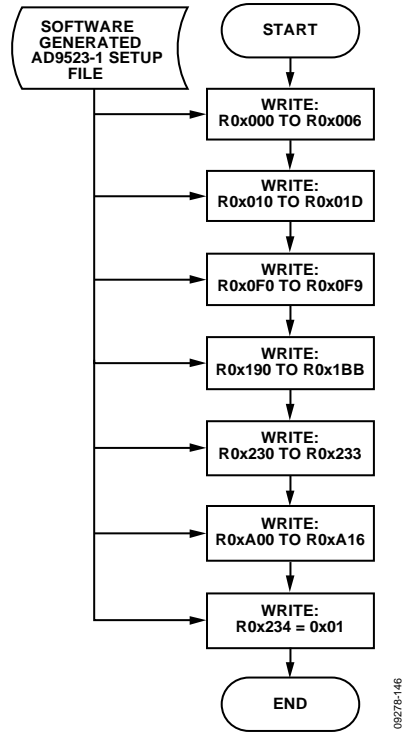 SOFTWARE
GENERATED
AD9523-1 SETUP
FILE
START
WRITE:
R0x000 TO R0x006
WRITE:
R0x010 TO R0x01D
WRITE:
R0x0F0 TO R0x0F9
WRITE:
R0x190 TO R0x1BB
WRITE:
R0x230 TO R0x233
WRITE:
R0xA00 TO R0xA16
WRITE:
R0x234 = 0x01
END
09278-146